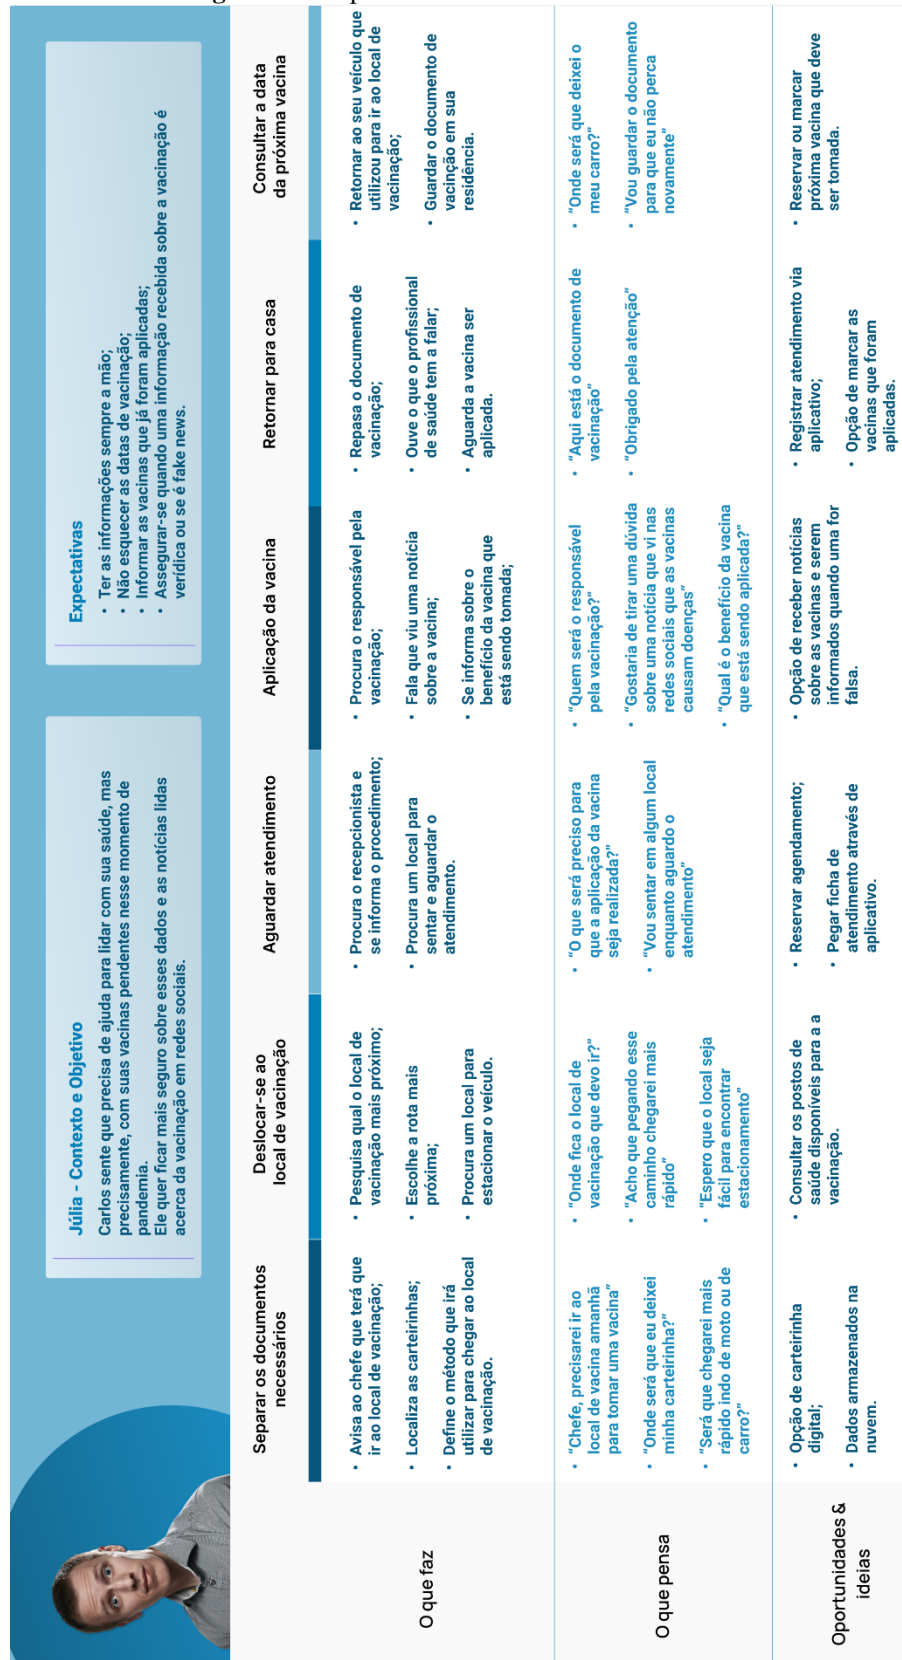 Júlia - Contexto e Objetivo
Carlos sente que precisa de ajuda para lidar com sua saúde, mas
precisamente, com suas vacinas pendentes nesse momento de
pandemia.
Ele quer ficar mais seguro sobre esses dados e as notícias lidas
acerca da vacinação em redes sociais.
Expectativas
• Ter as informações sempre a mão;
• Não esquecer as datas de vacinação;
• Informar as vacinas que já foram aplicadas;
• Assegurar-se quando uma informação recebida sobre a vacinação é
verídica ou se é fake news.
Separar os documentos
necessários
Deslocar-se ao
local de vacinação
Aguardar atendimento
Aplicação da vacina
Retornar para casa
Consultar a data
da próxima vacina
O que faz
• Avisa ao chefe que terá que
ir ao local de vacinação;
• Localiza as carteirinhas;
• Define o método que irá
utilizar para chegar ao local
de vacinação.
• Pesquisa qual o local de
vacinação mais próximo;
• Escolhe a rota mais
próxima;
• Procura um local para
estacionar o veículo.
• Procura o recepcionista e
se informa o procedimento;
• Procura um local para
sentar e aguardar o
atendimento.
• Procura o responsável pela
vacinação;
• Fala que viu uma notícia
sobre a vacina;
• Se informa sobre o
benefício da vacina que
está sendo tomada;
• Repasa o documento de
vacinação;
• Ouve o que o profissional
de saúde tem a falar;
• Aguarda a vacina ser
aplicada.
• Retornar ao seu veículo que
utilizou para ir ao local de
vacinação;
• Guardar o documento de
vacinção em sua
residência.
O que pensa
• “Chefe, precisarei ir ao
local de vacina amanhã
para tomar uma vacina”
• “Onde será que eu deixei
minha carteirinha?”
• “Será que chegarei mais
rápido indo de moto ou de
carro?”
• “Onde fica o local de
vacinação que devo ir?”
• “Acho que pegando esse
caminho chegarei mais
rápido”
• “Espero que o local seja
fácil para encontrar
estacionamento”
• “O que será preciso para
que a aplicação da vacina
seja realizada?”
• “Vou sentar em algum local
enquanto aguardo o
atendimento”
• “Quem será o responsável
pela vacinação?”
• “Gostaria de tirar uma dúvida
sobre uma notícia que vi nas
redes sociais que as vacinas
causam doenças”
• “Qual é o benefício da vacina
que está sendo aplicada?”
• “Aqui está o documento de
vacinação”
• “Obrigado pela atenção”
• “Onde será que deixei o
meu carro?”
• “Vou guardar o documento
para que eu não perca
novamente”
Oportunidades &
ideias
• Opção de carteirinha
digital;
• Dados armazenados na
nuvem.
• Consultar os postos de
saúde disponíveis para a a
vacinação.
• Reservar agendamento;
• Pegar ficha de
atendimento através de
aplicativo.
• Opção de receber notícias
sobre as vacinas e serem
informados quando uma for
falsa.
• Registrar atendimento via
aplicativo;
• Opção de marcar as
vacinas que foram
aplicadas.
• Reservar ou marcar
próxima vacina que deve
ser tomada.